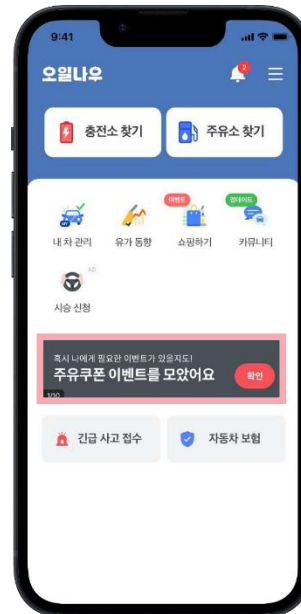 9:41
오일나우
2
충전소 찾기
주유소 찾기
이벤트
업데이트
내 차 관리
유가 동향
쇼핑하기
커뮤니티
AD
시승 신청
혹시 나에게 필요한 이벤트가 있을지도!
주유쿠폰 이벤트를 모았어요
확인
1/10
긴급 사고 접수
자동차 보험